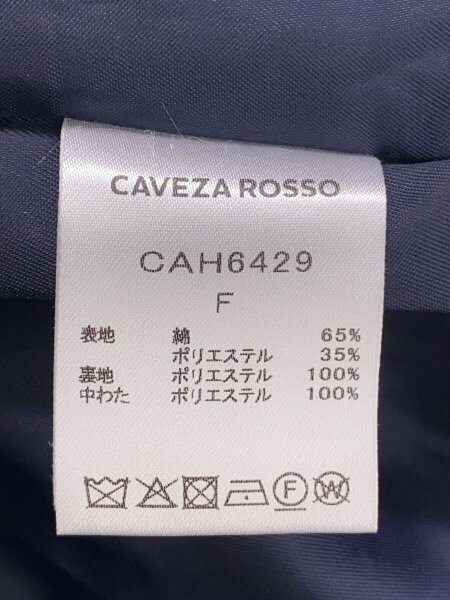 CAVEZA ROSSO
CAH6429
F
表地 綿 65%
ポリエステル 35%
裏地 ポリエステル 100%
中わた ポリエステル 100%
F W